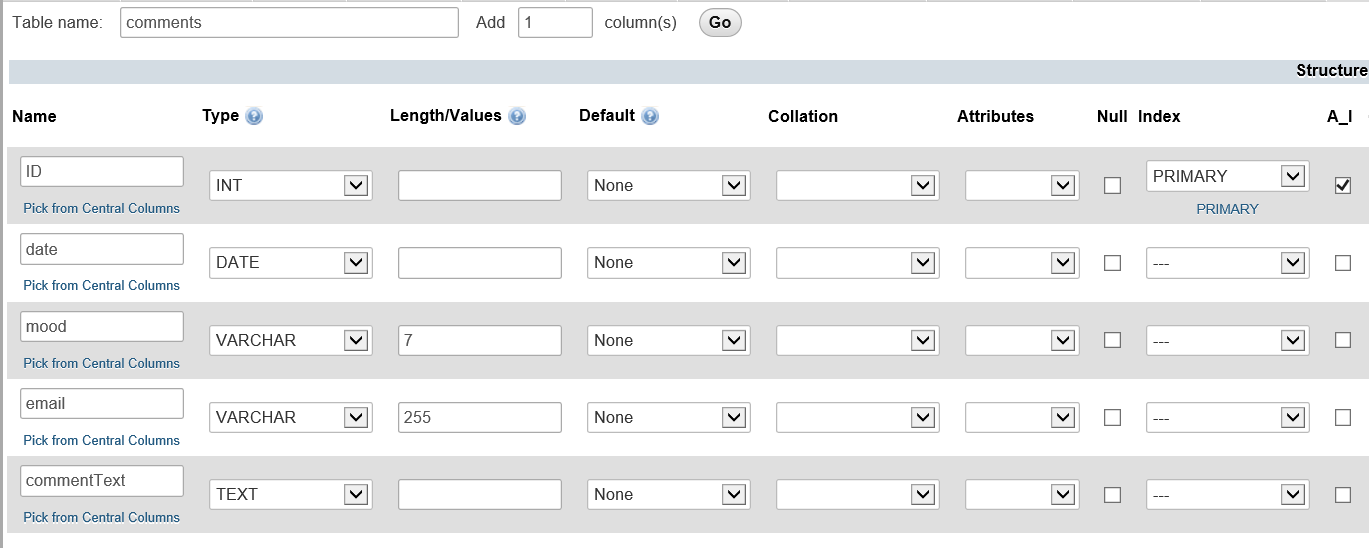 Table name: comments Add 1 column(s) Go
Structure
Name Type Length/Values Default Collation Attributes Null Index A_I
ID INT None PRIMARY
Pick from Central Columns PRIMARY
date DATE None ---
Pick from Central Columns
mood VARCHAR 7 None ---
Pick from Central Columns
email VARCHAR 255 None ---
Pick from Central Columns
commentText TEXT None ---
Pick from Central Columns